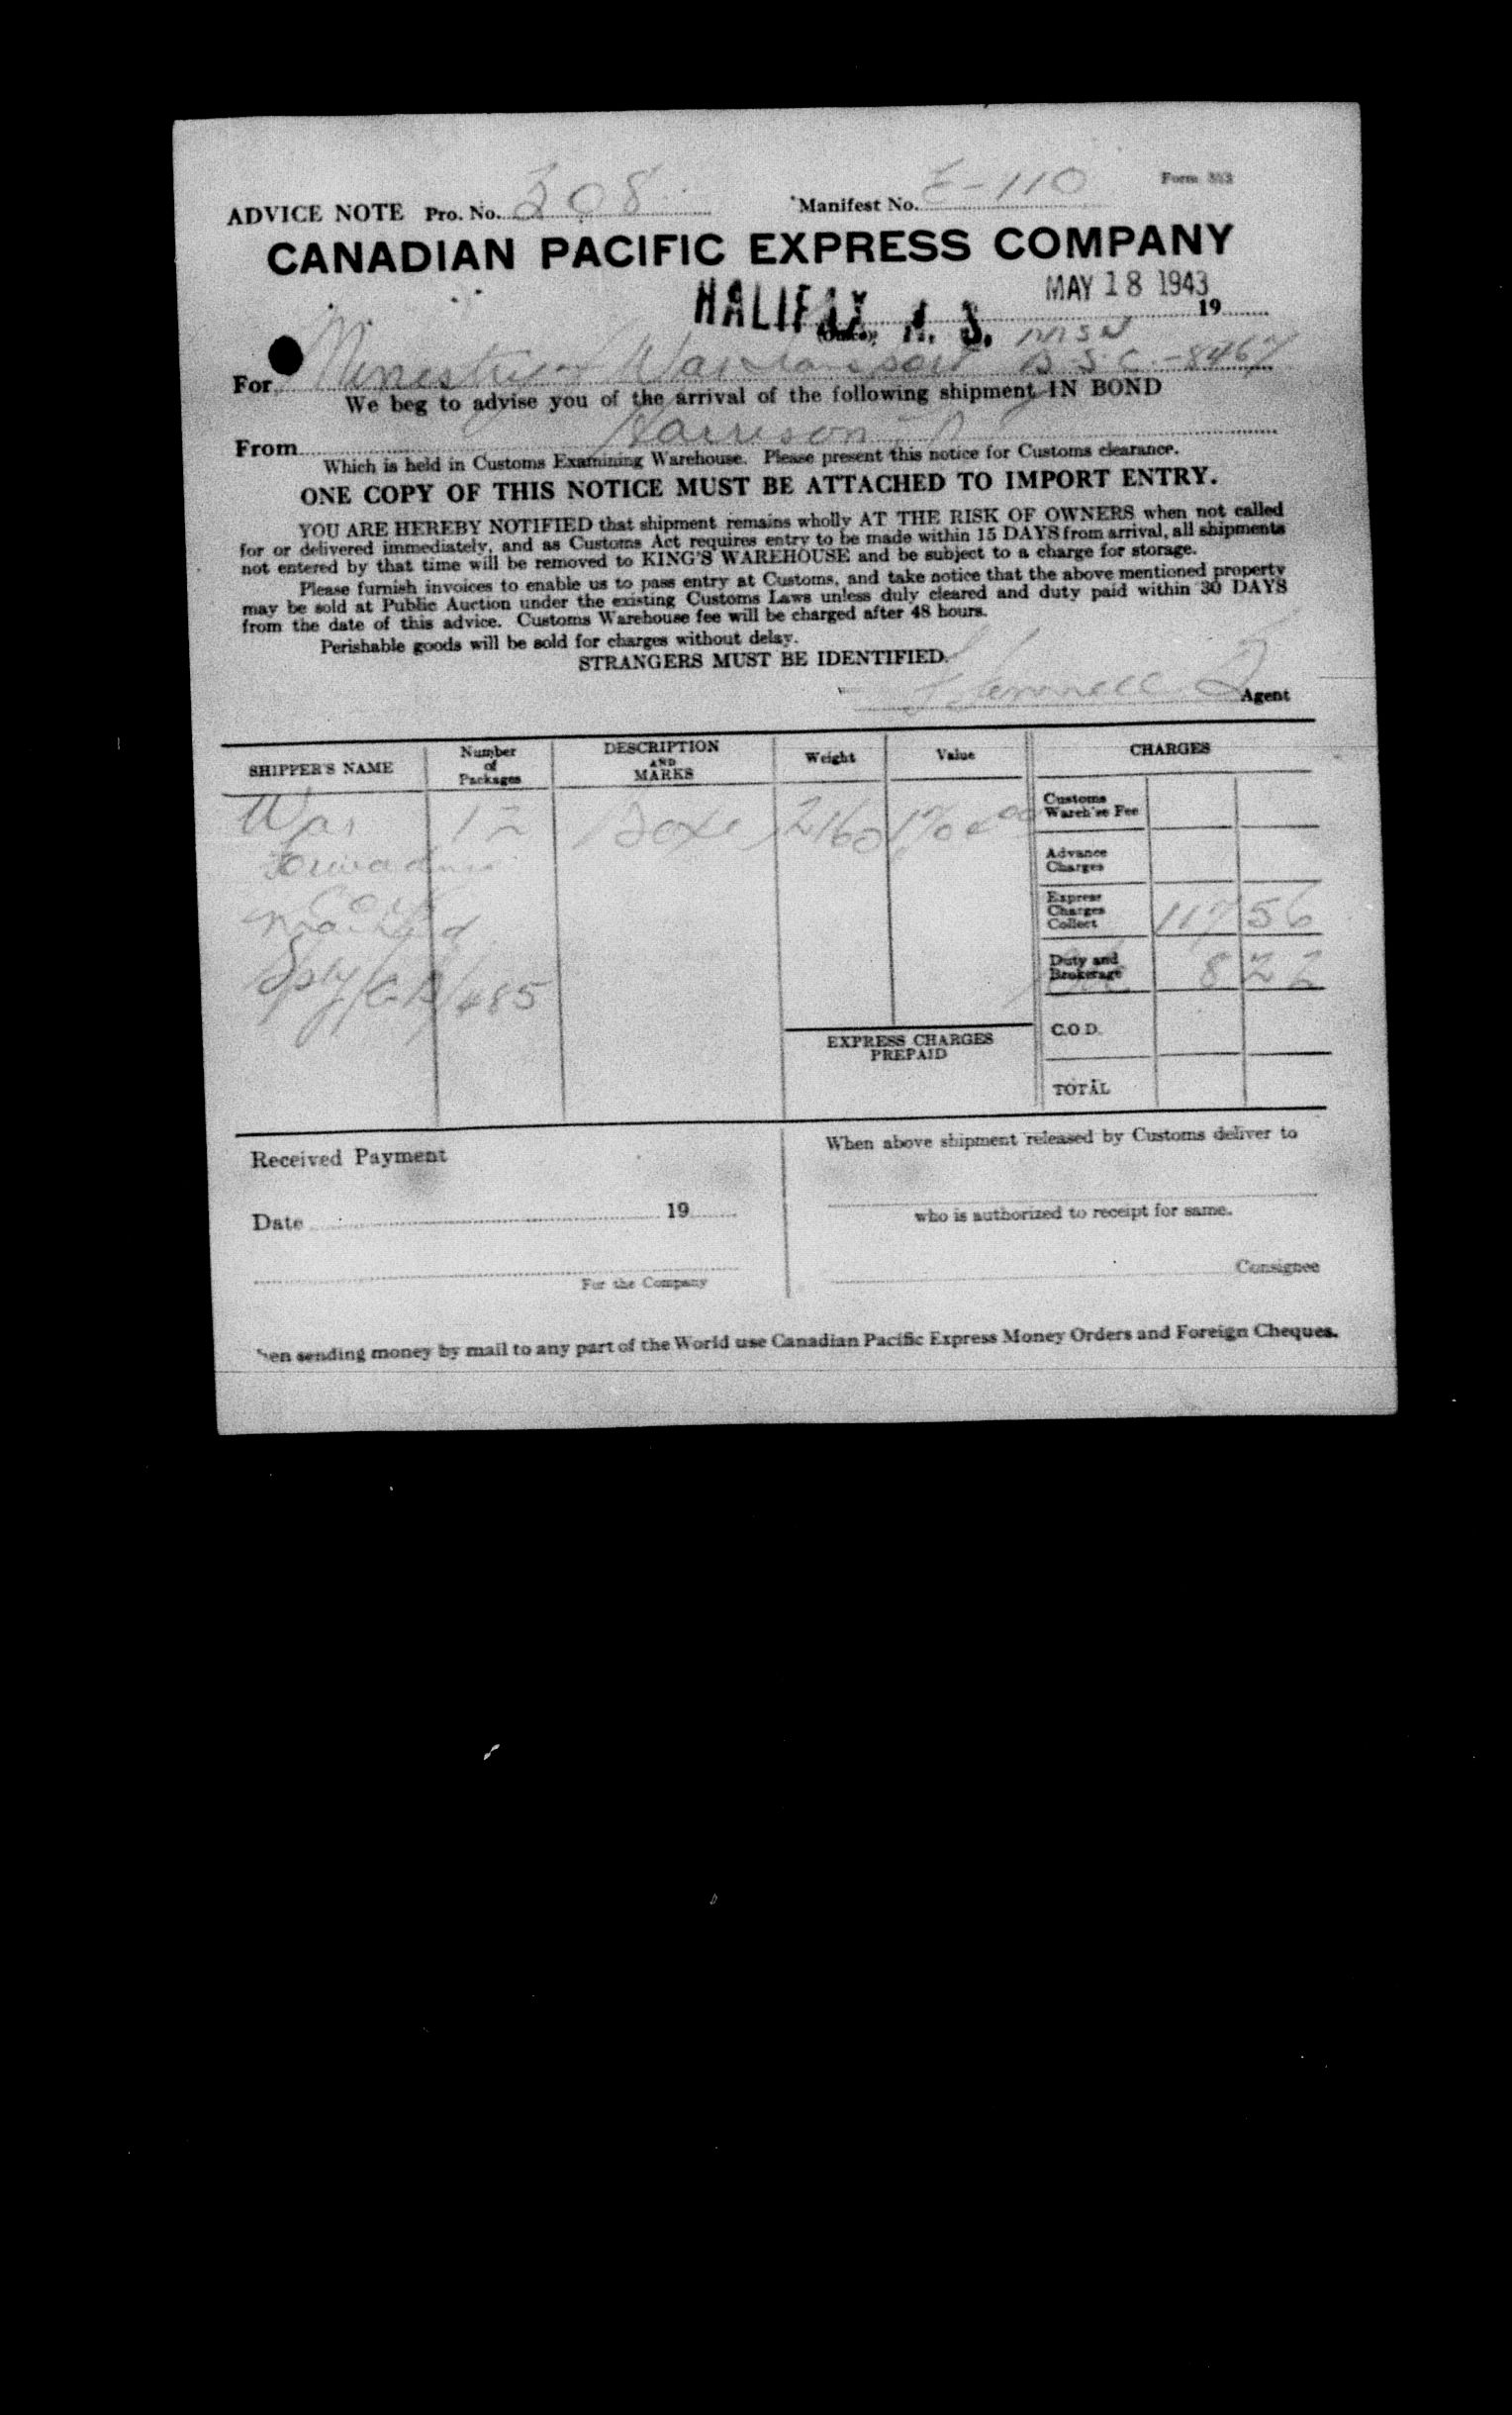 Form
ADVICE NOTE Pro. No. 308 Manifest No. E-110
CANADIAN PACIFIC EXPRESS COMPANY
HALIFAX N. S. MAY 18 1943 19
MSN
For Ministry of War Transport BSC-8467
We beg to advise you of the arrival of the following shipment IN BOND
From Harrison
Which is held in Customs Examining Warehouse. Please present this notice for Customs clearance.
ONE COPY OF THIS NOTICE MUST BE ATTACHED TO IMPORT ENTRY.
YOU ARE HEREBY NOTIFIED that shipment remains wholly AT THE RISK OF OWNERS when not called
for or delivered immediately, and as Customs Act requires entry to be made within 15 DAYS from arrival, all shipments
not entered by that time will be removed to KING'S WAREHOUSE and be subject to a charge for storage.
Please furnish invoices to enable us to pass entry at Customs, and take notice that the above mentioned property
may be sold at Public Auction under the existing Customs Laws unless duly cleared and duty paid within 30 DAYS
from the date of this advice. Customs Warehouse fee will be charged after 48 hours.
Perishable goods will be sold for charges without delay.
STRANGERS MUST BE IDENTIFIED.
Agent
SHIPPER'S NAME Number of Packages DESCRIPTION AND MARKS Weight Value CHARGES
War 12 Boxes 2160
Customs Wareh'se Fee
Forwarding
Advance Charges
Corp
Express Charges Collect 117 56
Marked
Duty and Brokerage 8 22
Sply/CB/485
C.O.D.
EXPRESS CHARGES PREPAID
TOTAL
Received Payment
When above shipment released by Customs deliver to
Date 19
who is authorized to receipt for same.
For the Company
Consignee
en sending money by mail to any part of the World use Canadian Pacific Express Money Orders and Foreign Cheques.